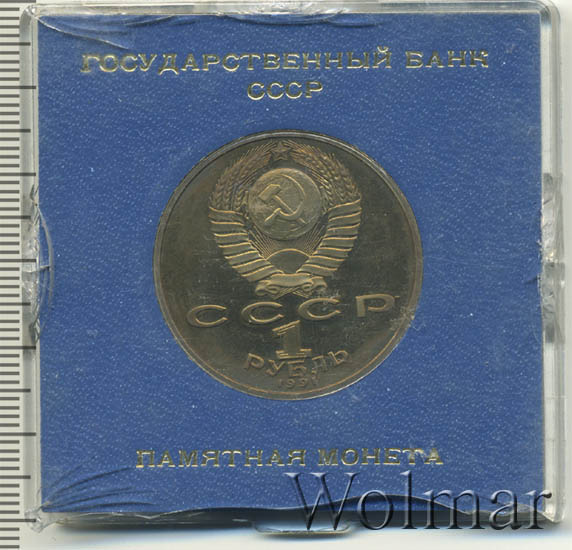 ГОСУДАРСТВЕННЫЙ БАНК
СССР
СССР
1
РУБЛЬ
1991
ПАМЯТНАЯ МОНЕТА
Wolmar